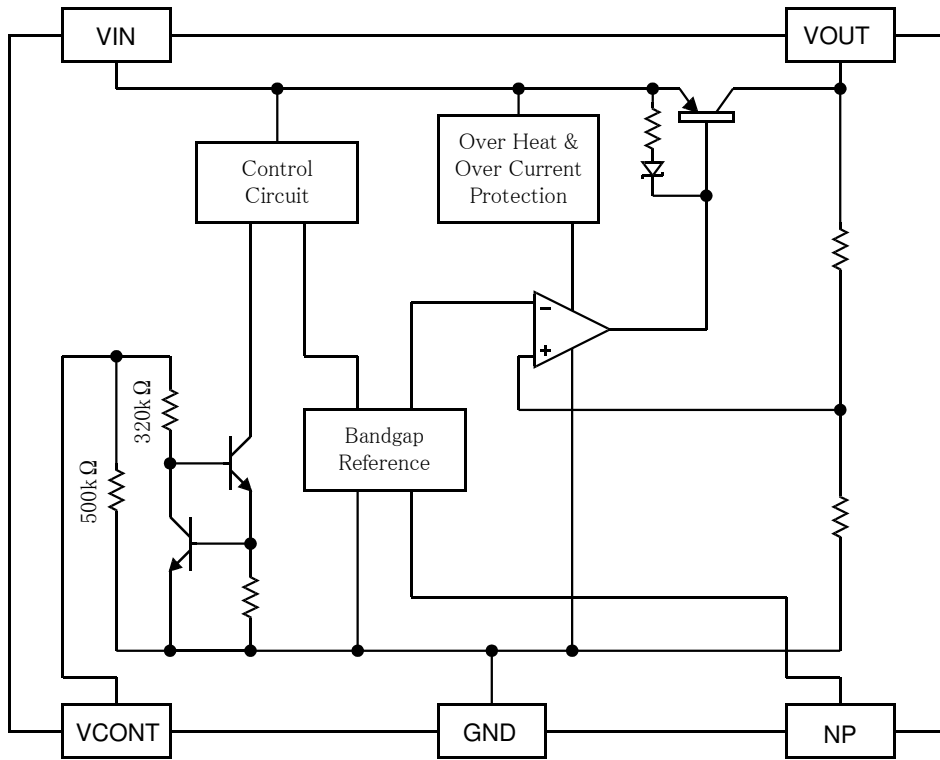 VIN
VOUT
Control
Circuit
Over Heat &
Over Current
Protection
−
+
320kΩ
500kΩ
Bandgap
Reference
VCONT
GND
NP